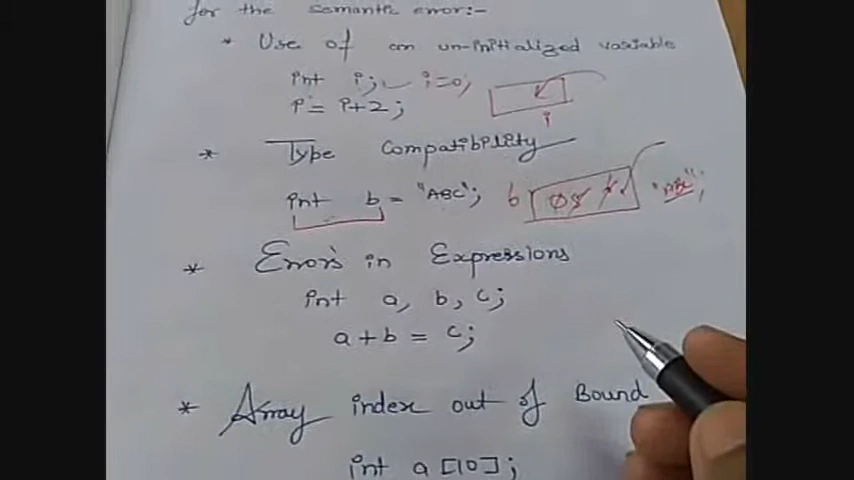 for the semantic error:-
* Use of an un-initialized variable
int i; i=0;
i = i+2;
i
* Type Compatibility
int b = "ABC"; b "ABC";
* Errors in Expressions
int a, b, c;
a+b = c;
* Array index out of Bound
int a [10];